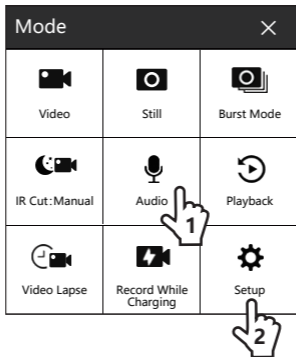 Mode
Video
Still
Burst Mode
IR Cut:Manual
Audio
Playback
1
Video Lapse
Record While
Charging
Setup
2